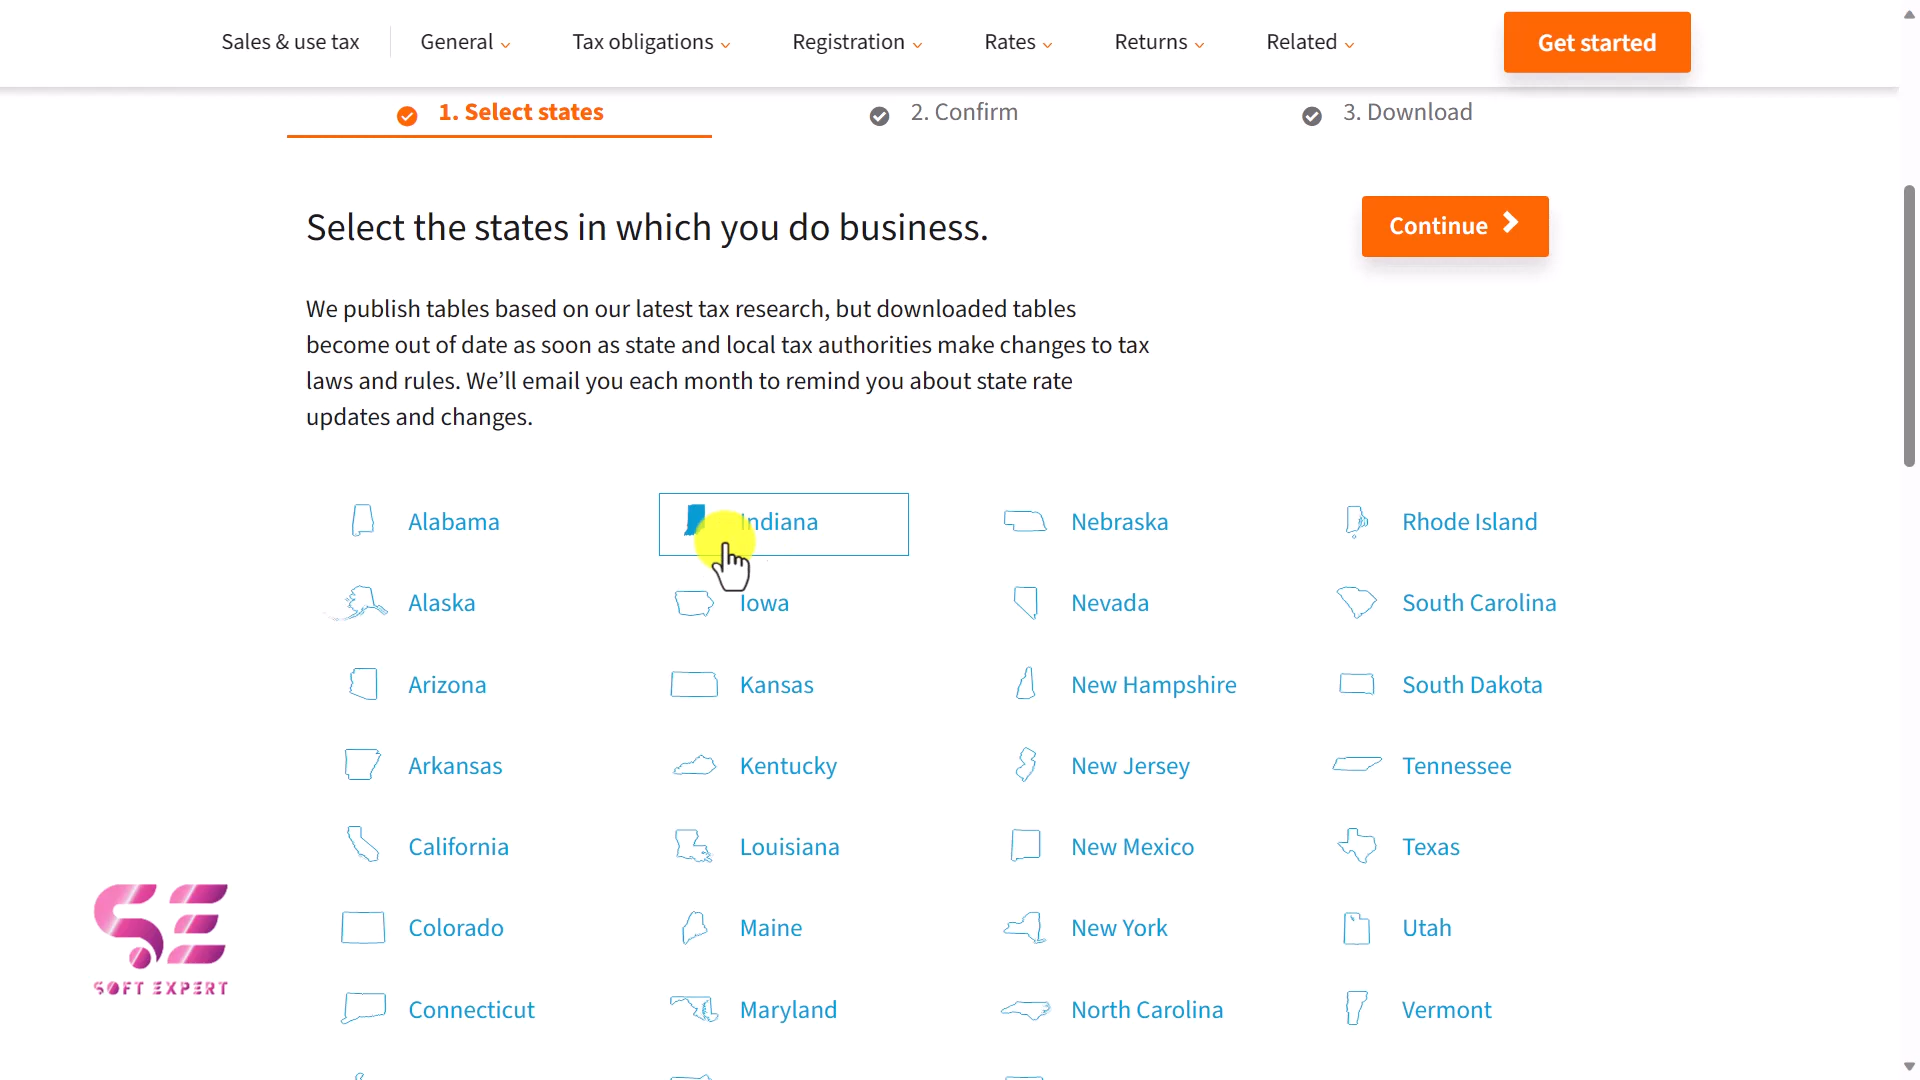 Sales & use tax
General
Tax obligations
Registration
Rates
Returns
Related
Get started
1. Select states
2. Confirm
3. Download
Select the states in which you do business.
Continue
We publish tables based on our latest tax research, but downloaded tables
become out of date as soon as state and local tax authorities make changes to tax
laws and rules. We’ll email you each month to remind you about state rate
updates and changes.
Alabama
Indiana
Nebraska
Rhode Island
Alaska
Iowa
Nevada
South Carolina
Arizona
Kansas
New Hampshire
South Dakota
Arkansas
Kentucky
New Jersey
Tennessee
California
Louisiana
New Mexico
Texas
Colorado
Maine
New York
Utah
Connecticut
Maryland
North Carolina
Vermont
SE
SOFT EXPERT